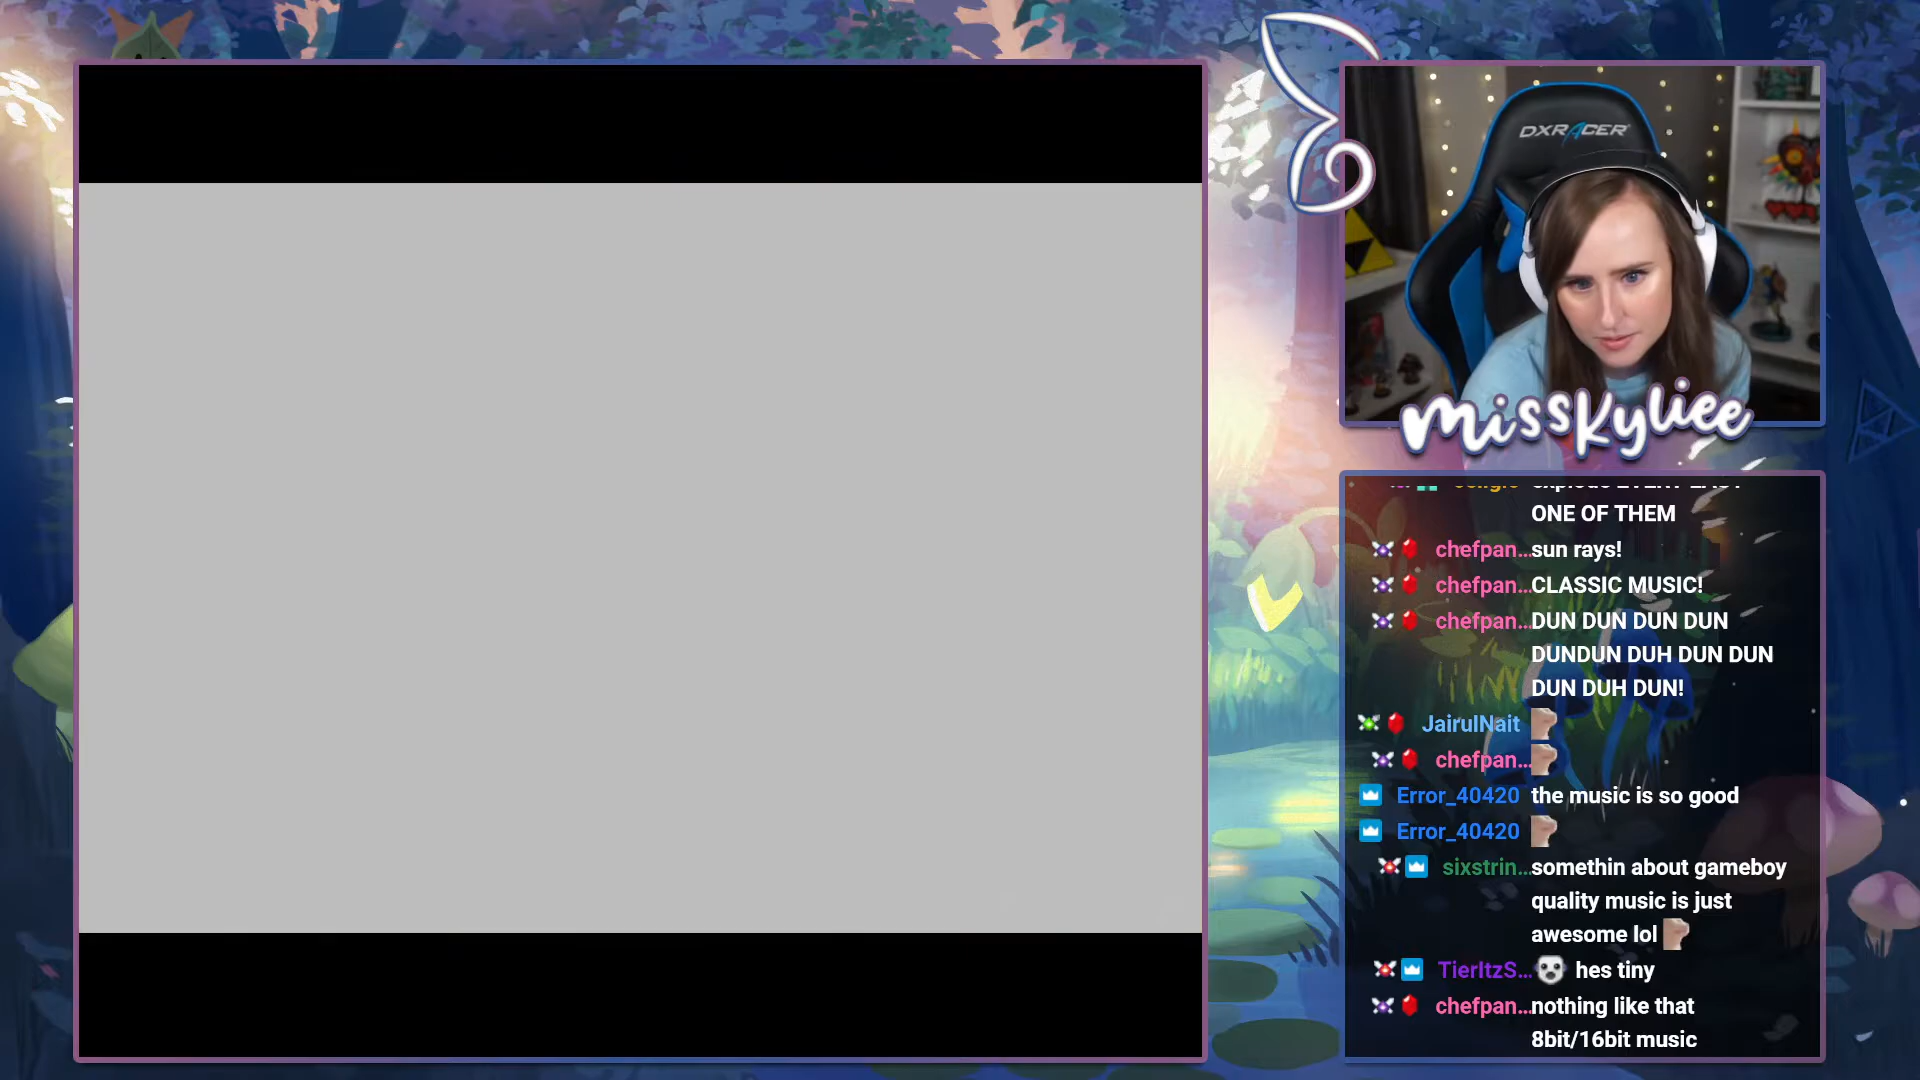 DXRACER
missKyliee
ONE OF THEM
chefpan... sun rays!
chefpan... CLASSIC MUSIC!
chefpan... DUN DUN DUN DUN
DUNDUN DUH DUN DUN
DUN DUH DUN!
JairulNait
chefpan...
Error_40420 the music is so good
Error_40420
sixstrin... somethin about gameboy
quality music is just
awesome lol
TierItzS... hes tiny
chefpan... nothing like that
8bit/16bit music